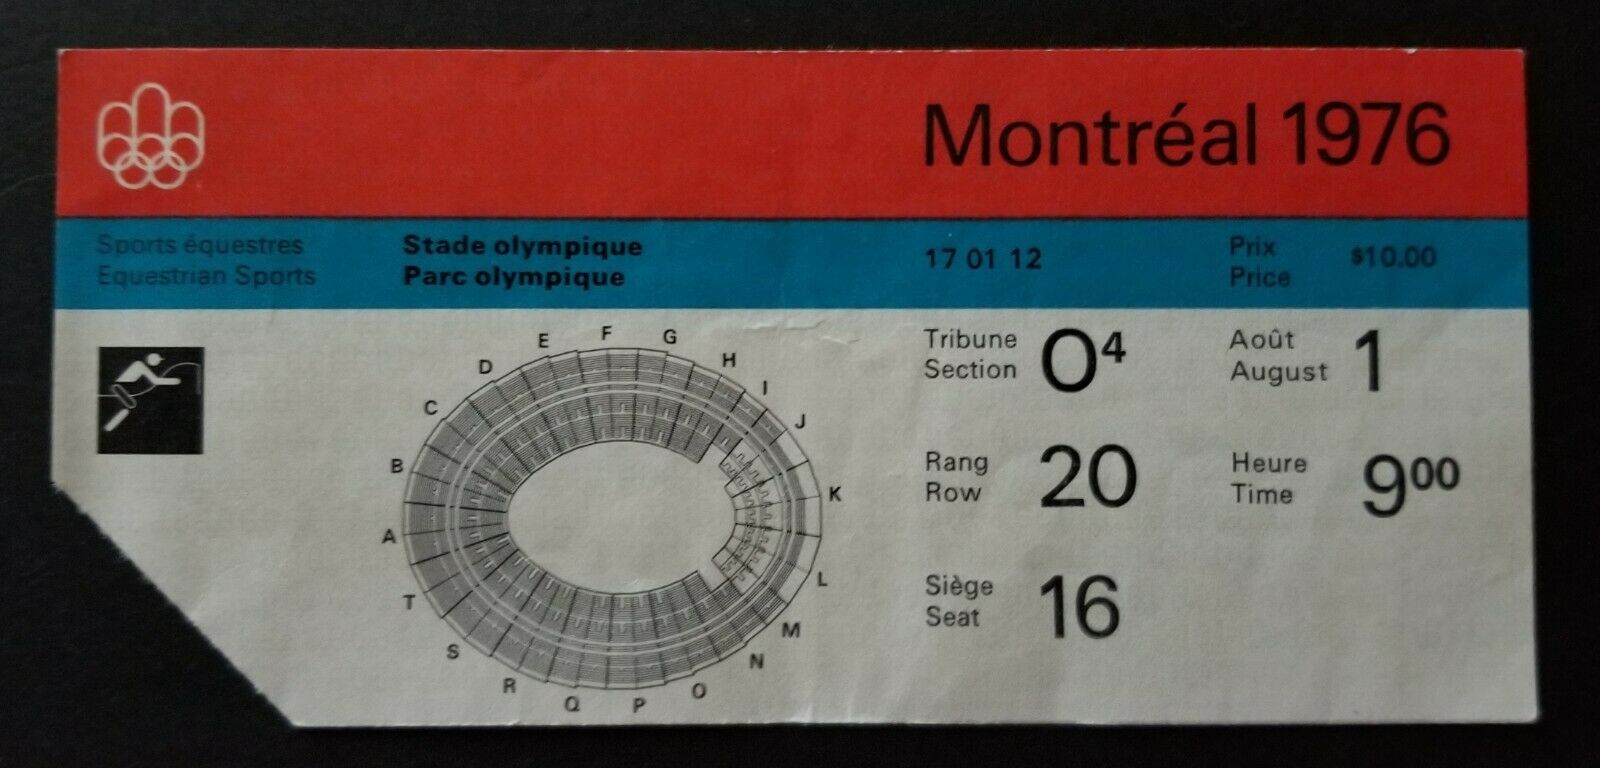 Montréal 1976
Sports équestres
Equestrian Sports
Stade olympique
Parc olympique
17 01 12
Prix
Price
$10.00
Tribune
Section
O4
Août
August
1
Rang
Row
20
Heure
Time
900
Siège
Seat
16
A
B
C
D
E
F
G
H
I
J
K
L
M
N
O
P
Q
R
S
T